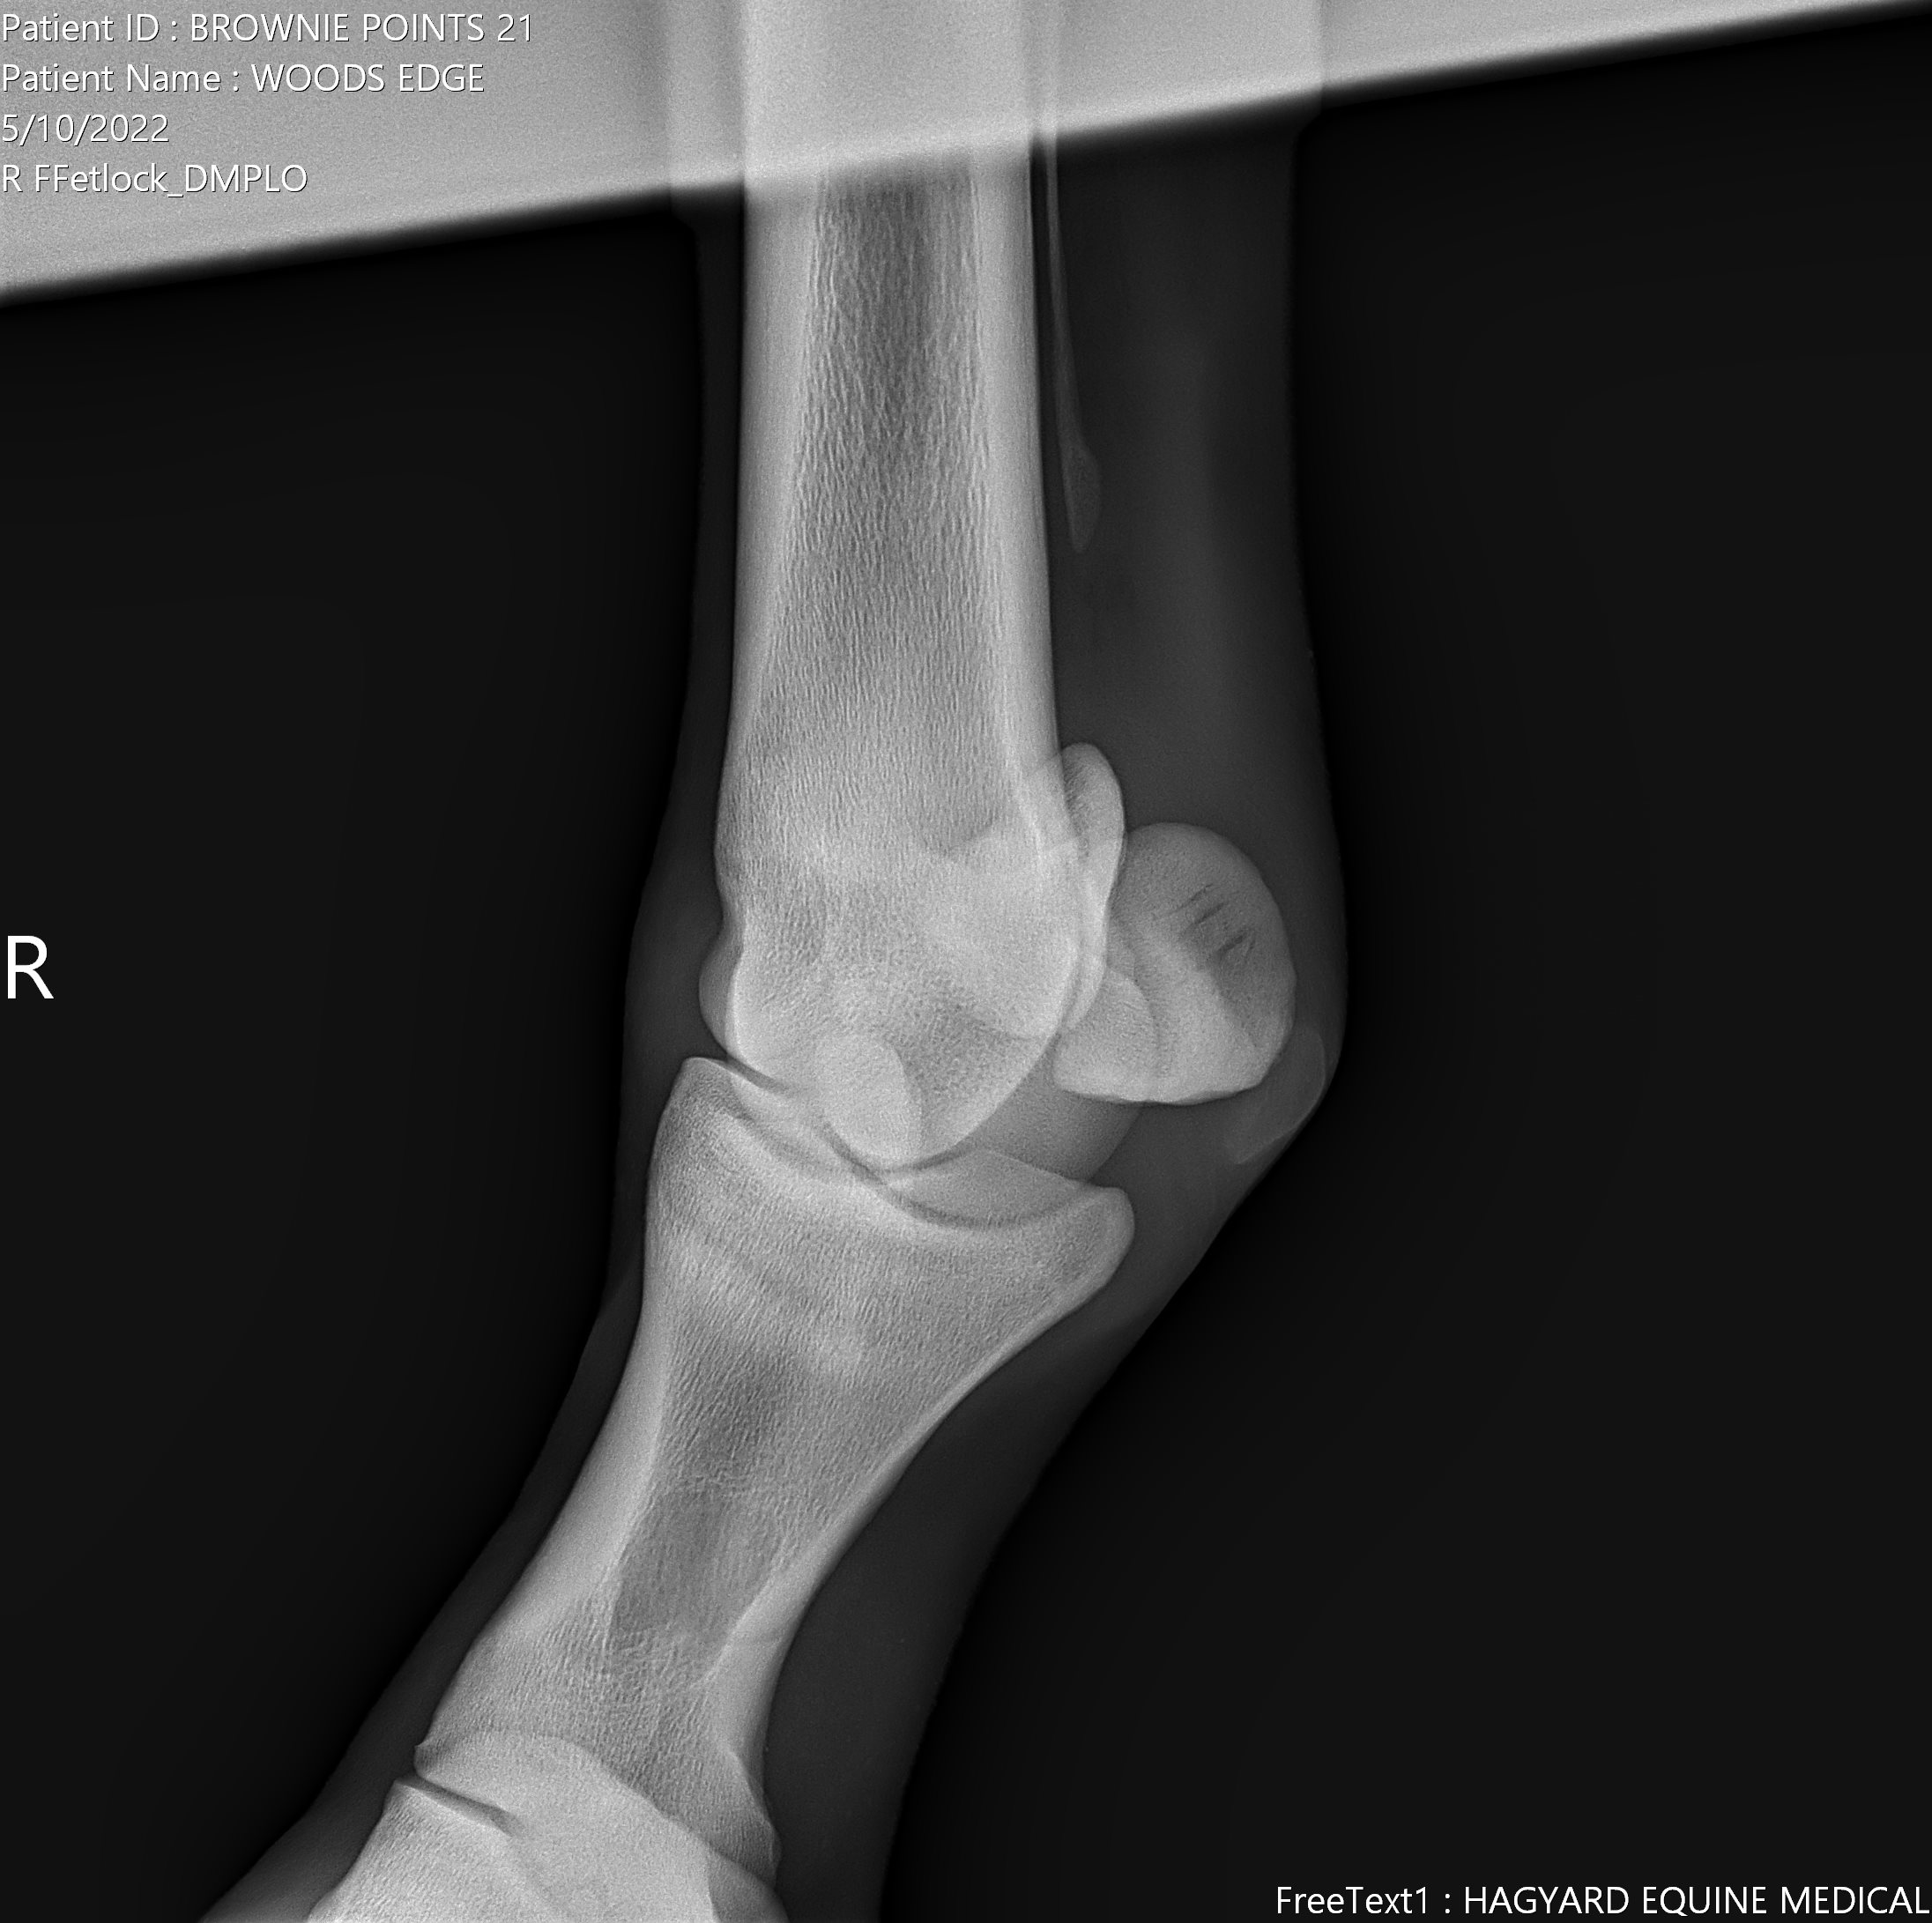 Patient ID : BROWNIE POINTS 21
Patient Name : WOODS EDGE
5/10/2022
R FFetlock_DMPLO
R
FreeText1 : HAGYARD EQUINE MEDICAL